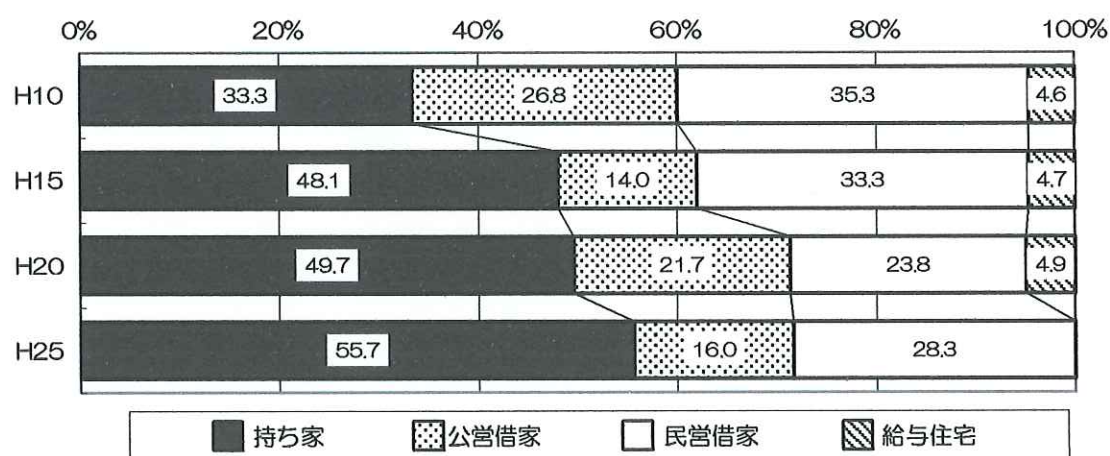 0% 20% 40% 60% 80% 100%
H10 33.3 26.8 35.3 4.6
H15 48.1 14.0 33.3 4.7
H20 49.7 21.7 23.8 4.9
H25 55.7 16.0 28.3
持ち家 公営借家 民営借家 給与住宅